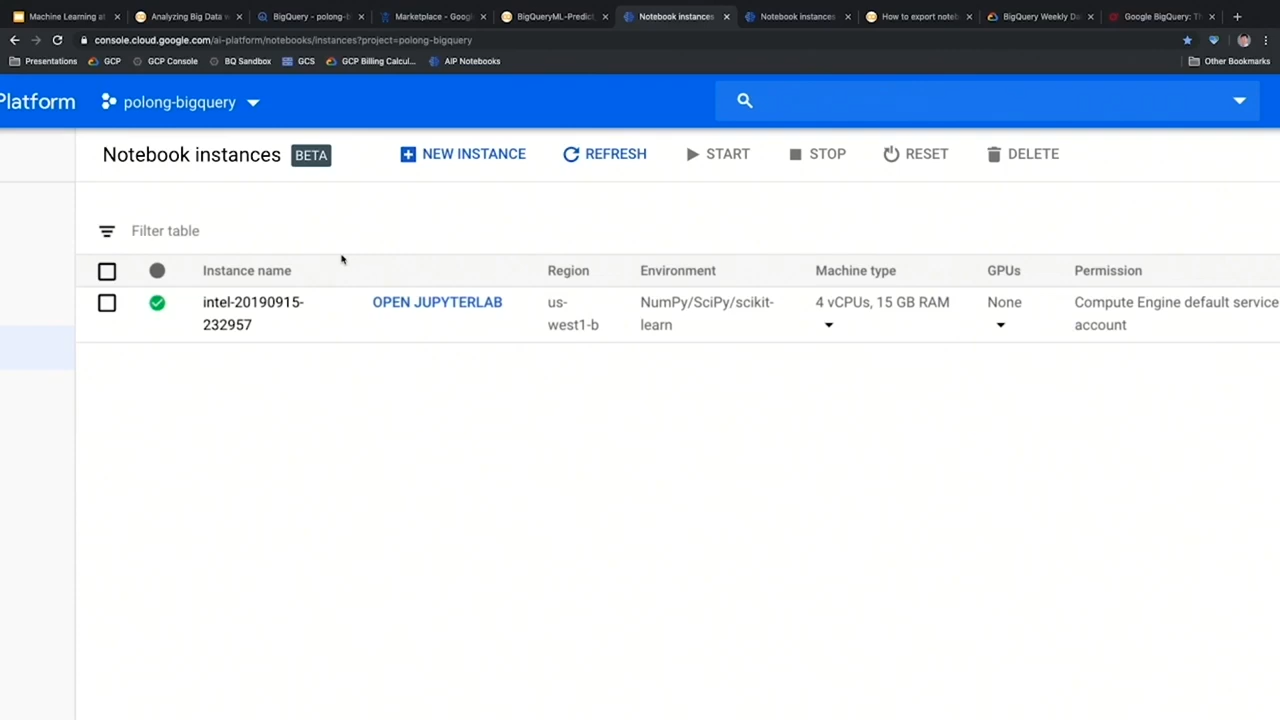 Machine Learning at
Analyzing Big Data w
BigQuery - polong-b
Marketplace - Googl
BigQueryML-Predict
Notebook instances
Notebook instances
How to export noteb
BigQuery Weekly Da
Google BigQuery: Th
console.cloud.google.com/ai-platform/notebooks/instances?project=polong-bigquery
Presentations GCP GCP Console BQ Sandbox GCS GCP Billing Calcul... AIP Notebooks Other Bookmarks
Platform polong-bigquery
Notebook instances BETA NEW INSTANCE REFRESH START STOP RESET DELETE
Filter table
Instance name Region Environment Machine type GPUs Permission
intel-20190915- OPEN JUPYTERLAB us- NumPy/SciPy/scikit- 4 vCPUs, 15 GB RAM None Compute Engine default service
232957 west1-b learn account